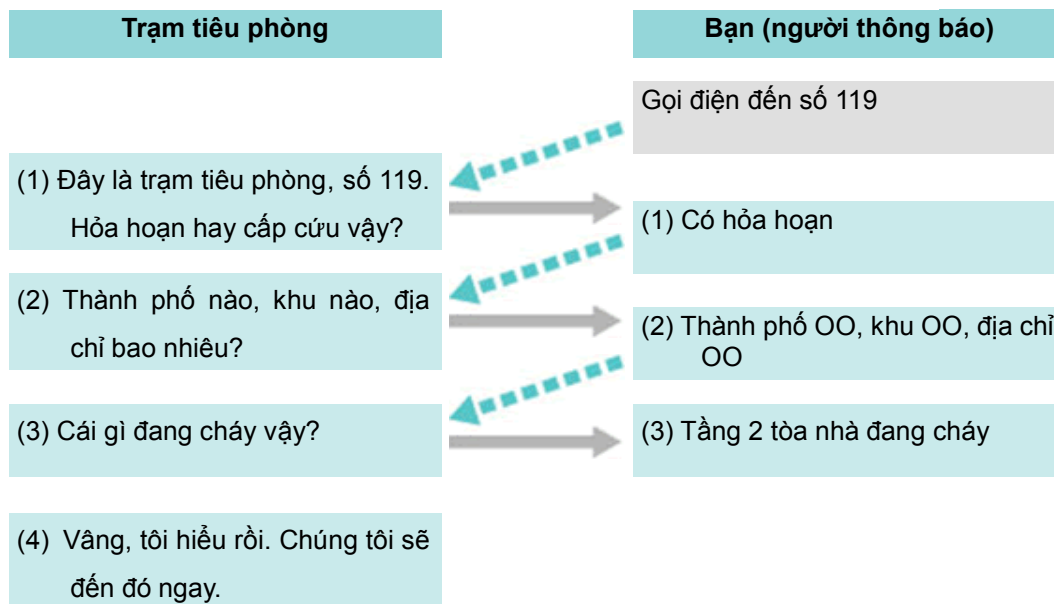 Trạm tiêu phòng
Bạn (người thông báo)
Gọi điện đến số 119
(1) Đây là trạm tiêu phòng, số 119.
Hỏa hoạn hay cấp cứu vậy?
(1) Có hỏa hoạn
(2) Thành phố nào, khu nào, địa
chỉ bao nhiêu?
(2) Thành phố OO, khu OO, địa chỉ
OO
(3) Cái gì đang cháy vậy?
(3) Tầng 2 tòa nhà đang cháy
(4) Vâng, tôi hiểu rồi. Chúng tôi sẽ
đến đó ngay.